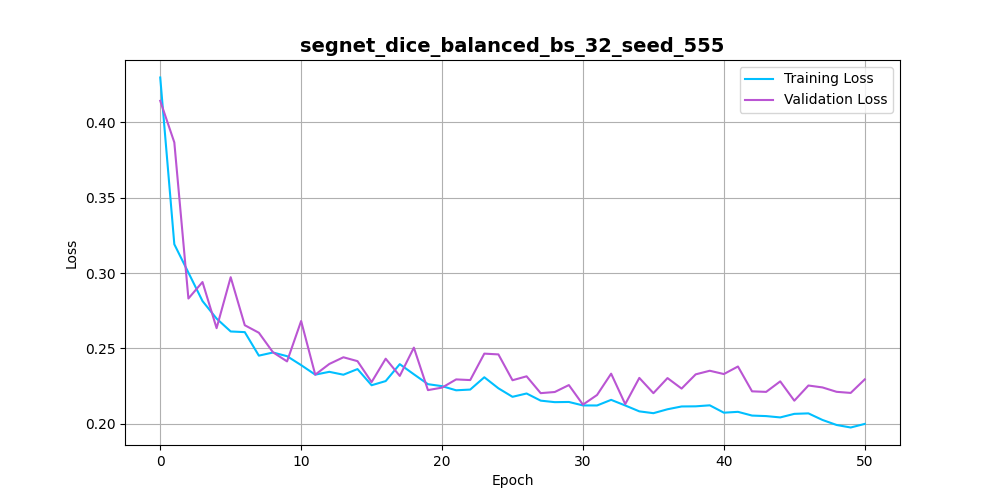 segnet_dice_balanced_bs_32_seed_555
Training Loss
Validation Loss
0.40
0.35
0.30
0.25
0.20
Loss
0
10
20
30
40
50
Epoch